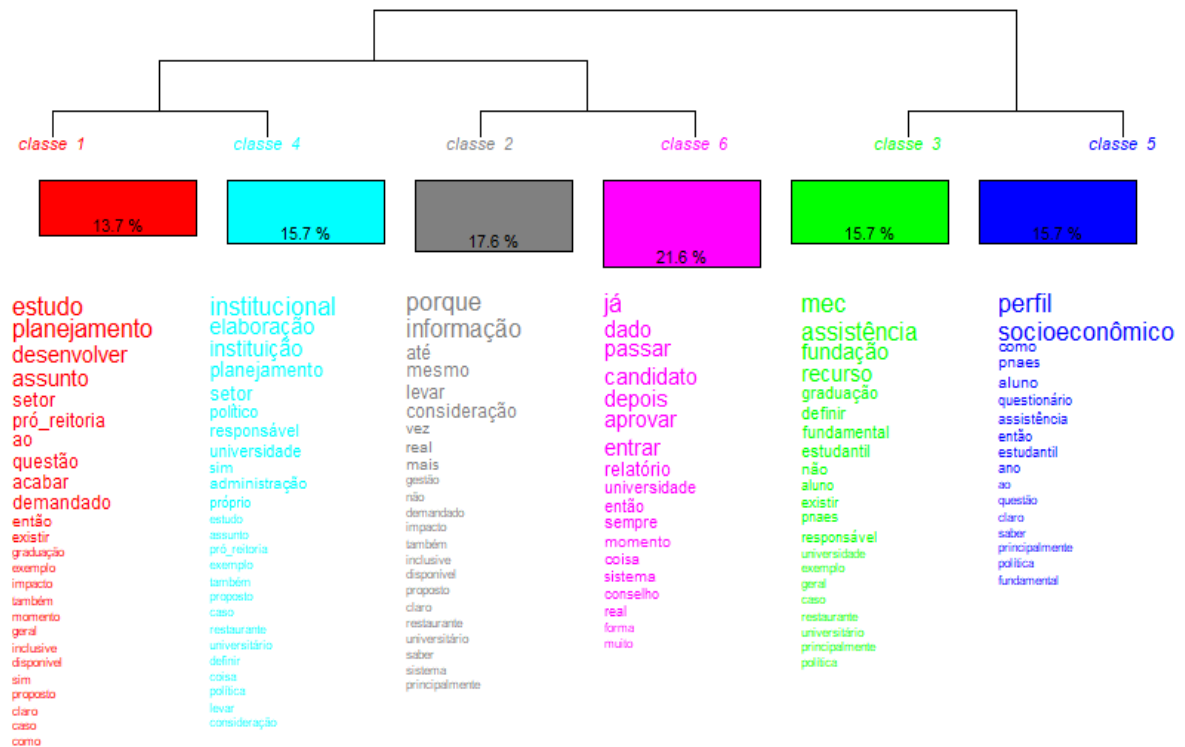 classe 1
classe 4
classe 2
classe 6
classe 3
classe 5
13.7 %
15.7 %
17.6 %
21.6 %
15.7 %
15.7 %
estudo
planejamento
desenvolver
assunto
setor
pró_reitoria
ao
questão
acabar
demandado
então
existir
graduação
exemplo
impacto
também
momento
geral
inclusive
disponível
sim
proposto
claro
caso
como
institucional
elaboração
instituição
planejamento
setor
político
responsável
universidade
sim
administração
próprio
estudo
assunto
pró_reitoria
exemplo
também
proposto
caso
restaurante
universitário
definir
coisa
política
levar
consideração
porque
informação
até
mesmo
levar
consideração
vez
real
mais
gestão
não
demandado
impacto
também
inclusive
disponível
proposto
claro
restaurante
universitário
saber
sistema
principalmente
já
dado
passar
candidato
depois
aprovar
entrar
relatório
universidade
então
sempre
momento
coisa
sistema
conselho
real
forma
muito
mec
assistência
fundação
recurso
graduação
definir
fundamental
estudantil
não
aluno
existir
pnaes
responsável
universidade
exemplo
geral
caso
restaurante
universitário
principalmente
política
perfil
socioeconômico
como
pnaes
aluno
questionário
assistência
então
estudantil
ano
ao
questão
claro
saber
principalmente
política
fundamental